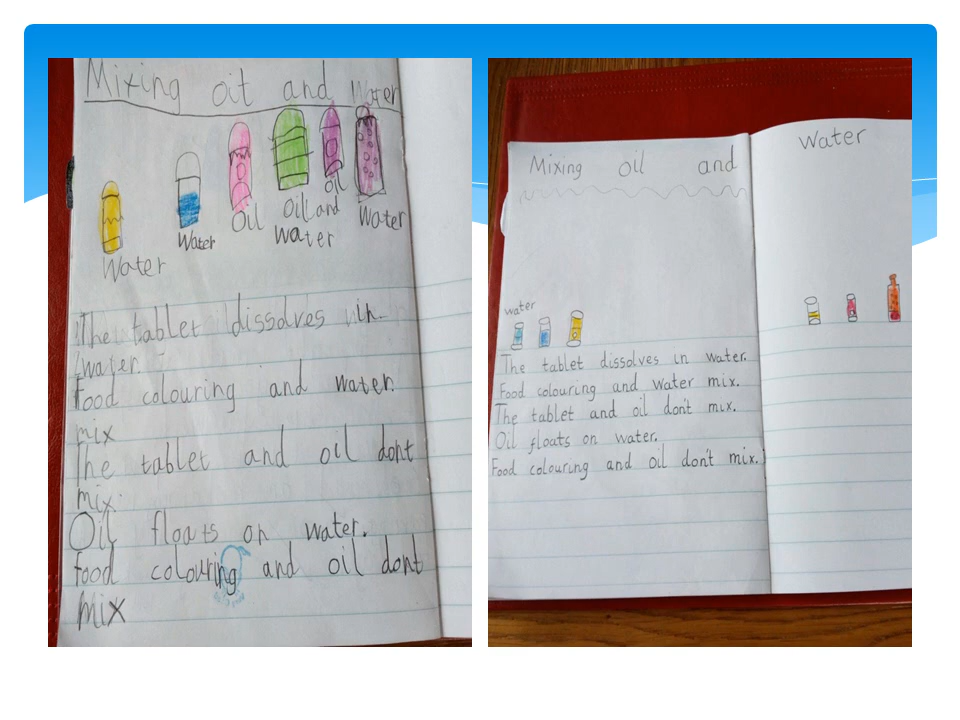 Mixing oil and Water
Water
Water
Oil
Oil and
water
oil
Water
The tablet dissolves in
water.
Food colouring and water.
mix
The tablet and oil dont
mix.
Oil floats on water.
Food colouring and oil dont
mix
Mixing oil and Water
water
The tablet dissolves in water.
Food colouring and water mix.
The tablet and oil don't mix.
Oil floats on water.
Food colouring and oil don't mix.